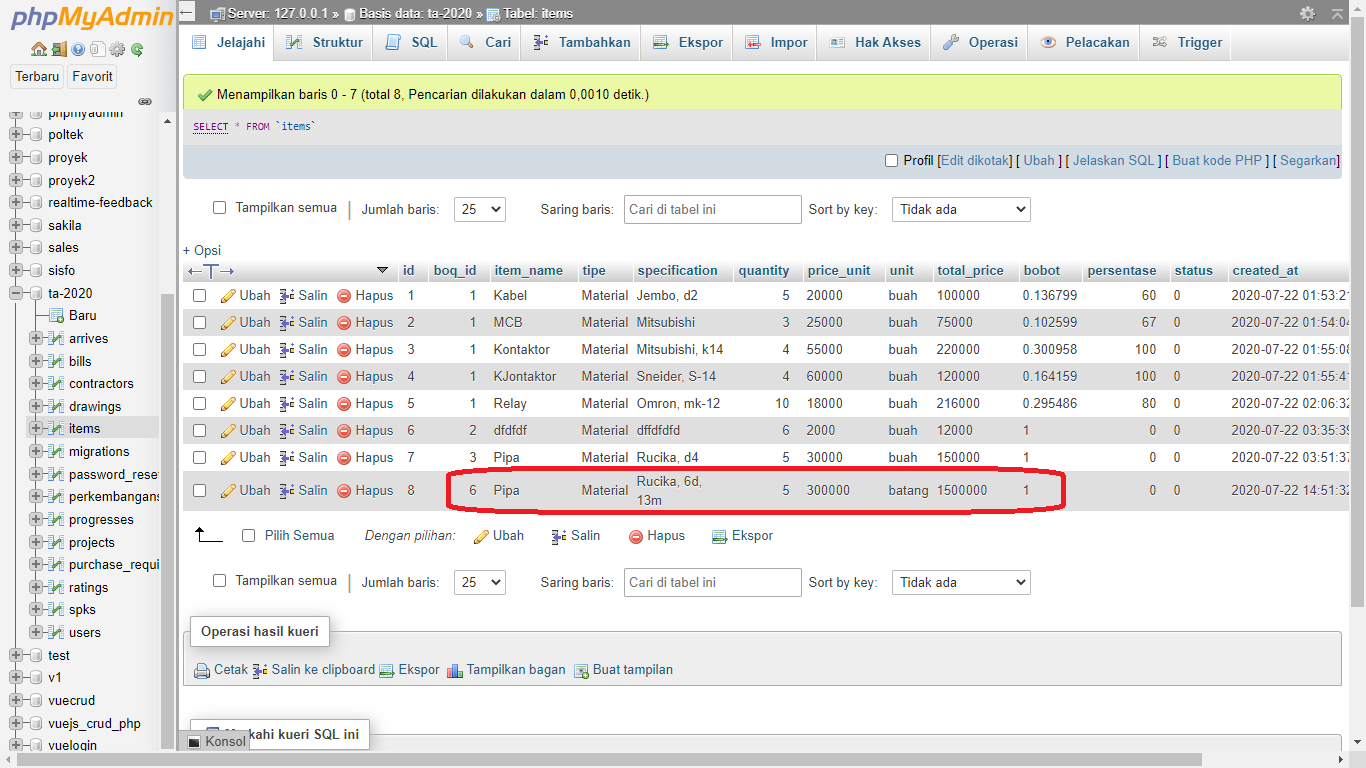 phpMyAdmin
Terbaru Favorit
phpmyadmin
poltek
proyek
proyek2
realtime-feedback
sakila
sales
sisfo
ta-2020
Baru
arrives
bills
contractors
drawings
items
migrations
password_rese
perkembangans
progresses
projects
purchase_requi
ratings
spks
users
test
v1
vuecrud
vuejs_crud_php
vuelogin
Server: 127.0.0.1 » Basis data: ta-2020 » Tabel: items
Jelajahi Struktur SQL Cari Tambahkan Ekspor Impor Hak Akses Operasi Pelacakan Trigger
Menampilkan baris 0 - 7 (total 8, Pencarian dilakukan dalam 0,0010 detik.)
SELECT * FROM `items`
Profil [Edit dikotak] [ Ubah ] [ Jelaskan SQL ] [ Buat kode PHP ] [ Segarkan]
Tampilkan semua | Jumlah baris: 25 Saring baris: Cari di tabel ini Sort by key: Tidak ada
+ Opsi
←T→ id boq_id item_name tipe specification quantity price_unit unit total_price bobot persentase status created_at
Ubah Salin Hapus 1 1 Kabel Material Jembo, d2 5 20000 buah 100000 0.136799 60 0 2020-07-22 01:53:21
Ubah Salin Hapus 2 1 MCB Material Mitsubishi 3 25000 buah 75000 0.102599 67 0 2020-07-22 01:54:04
Ubah Salin Hapus 3 1 Kontaktor Material Mitsubishi, k14 4 55000 buah 220000 0.300958 100 0 2020-07-22 01:55:08
Ubah Salin Hapus 4 1 KJontaktor Material Sneider, S-14 4 60000 buah 120000 0.164159 100 0 2020-07-22 01:55:41
Ubah Salin Hapus 5 1 Relay Material Omron, mk-12 10 18000 buah 216000 0.295486 80 0 2020-07-22 02:06:32
Ubah Salin Hapus 6 2 dfdfdf Material dffdfdfd 6 2000 buah 12000 1 0 0 2020-07-22 03:35:39
Ubah Salin Hapus 7 3 Pipa Material Rucika, d4 5 30000 buah 150000 1 0 0 2020-07-22 03:51:37
Ubah Salin Hapus 8 6 Pipa Material Rucika, 6d, 13m 5 300000 batang 1500000 1 0 0 2020-07-22 14:51:32
Pilih Semua Dengan pilihan: Ubah Salin Hapus Ekspor
Tampilkan semua | Jumlah baris: 25 Saring baris: Cari di tabel ini Sort by key: Tidak ada
Operasi hasil kueri
Cetak Salin ke clipboard Ekspor Tampilkan bagan Buat tampilan
kahi kueri SQL ini
Konsol